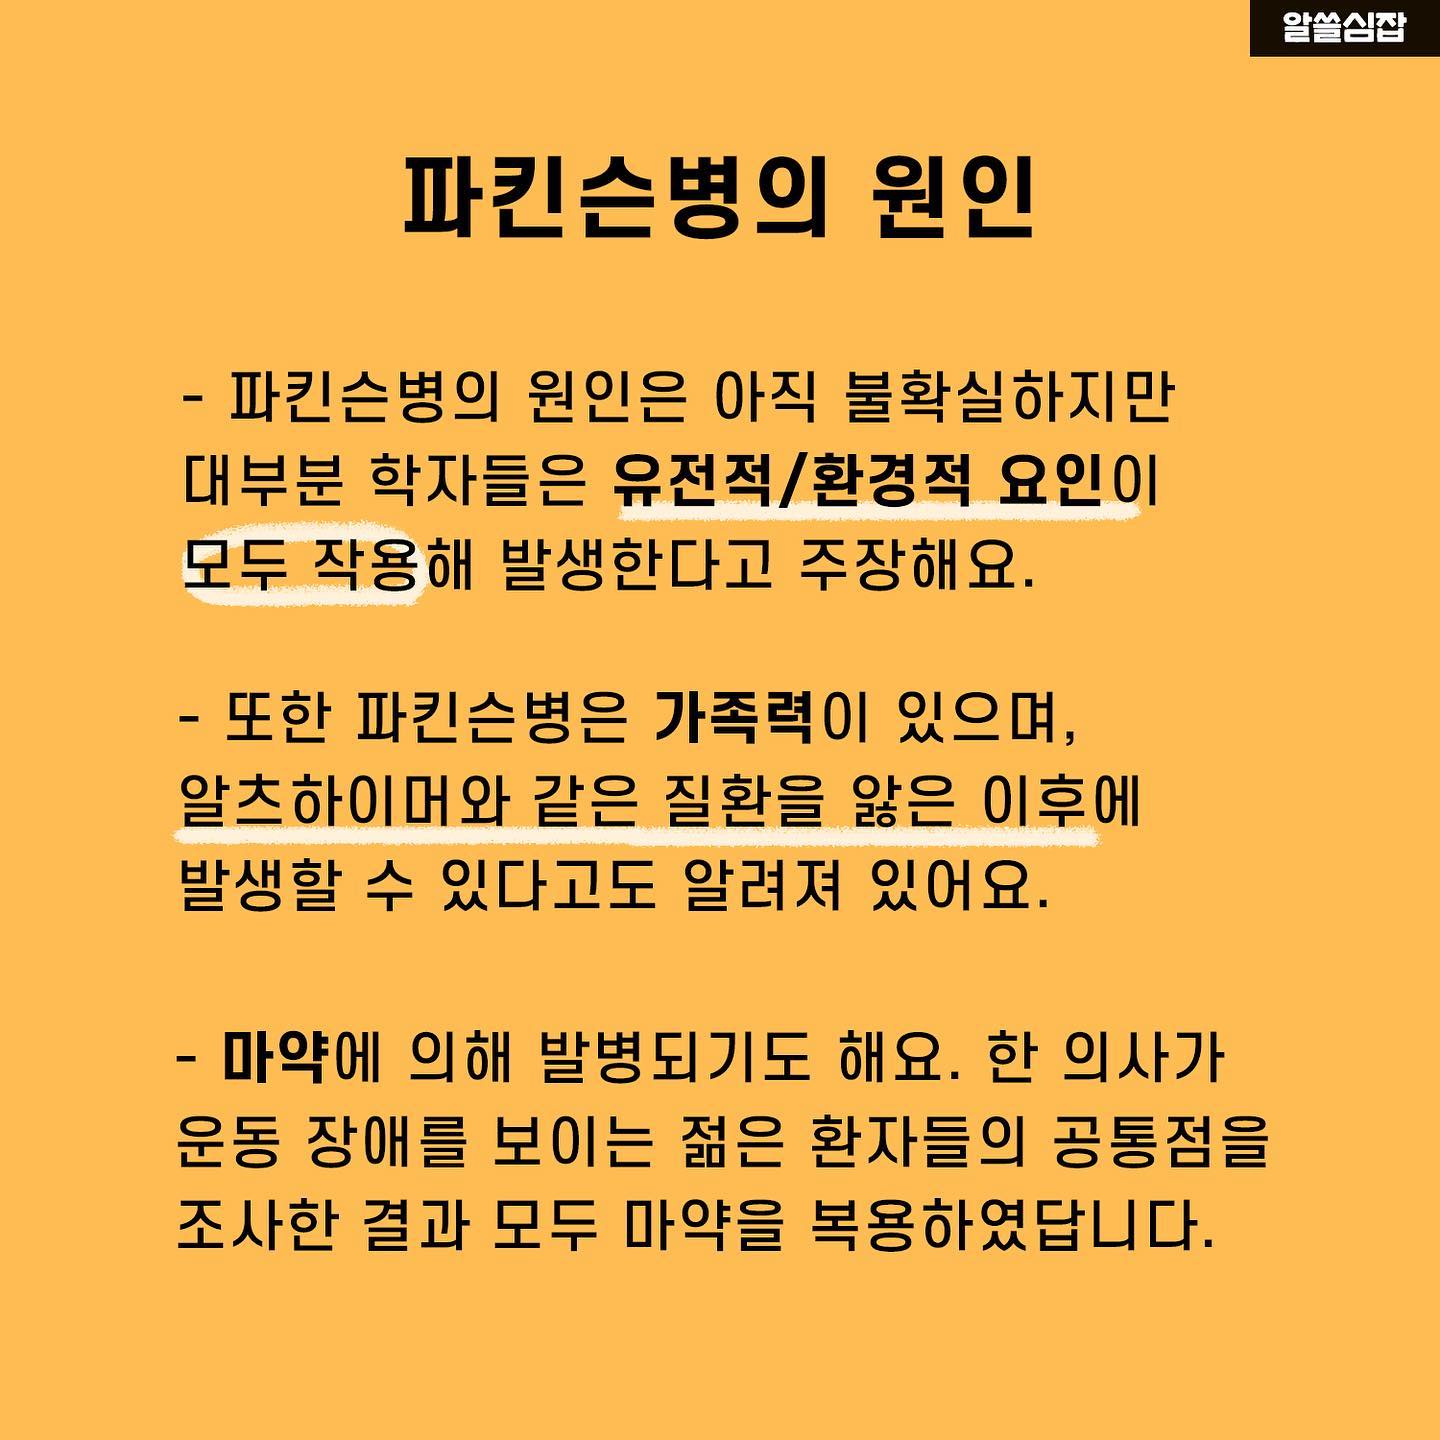 알쓸심잡
파킨슨병의 원인
- 파킨슨병의 원인은 아직 불확실하지만
대부분 학자들은 유전적/환경적 요인이
모두 작용해 발생한다고 주장해요.
- 또한 파킨슨병은 가족력이 있으며,
알츠하이머와 같은 질환을 앓은 이후에
발생할 수 있다고도 알려져 있어요.
- 마약에 의해 발병되기도 해요. 한 의사가
운동 장애를 보이는 젊은 환자들의 공통점을
조사한 결과 모두 마약을 복용하였답니다.